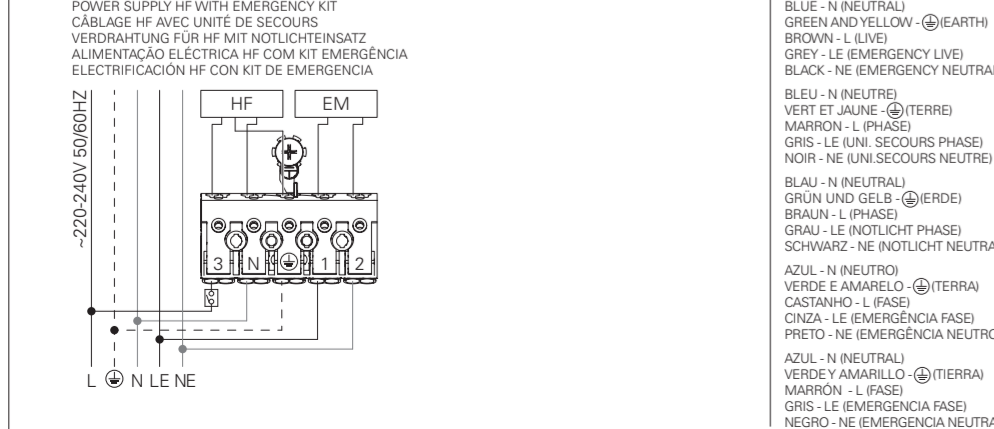 POWER SUPPLY HF WITH EMERGENCY KIT
CÂBLAGE HF AVEC UNITÉ DE SECOURS
VERDRAHTUNG FÜR HF MIT NOTLICHTEINSATZ
ALIMENTAÇÃO ELÉCTRICA HF COM KIT EMERGÊNCIA
ELECTRIFICACIÓN HF CON KIT DE EMERGENCIA
~220-240V 50/60HZ
HF EM
3 N 1 2
L N LE NE
BLUE - N (NEUTRAL)
GREEN AND YELLOW - (EARTH)
BROWN - L (LIVE)
GREY - LE (EMERGENCY LIVE)
BLACK - NE (EMERGENCY NEUTRAL
BLEU - N (NEUTRE)
VERT ET JAUNE - (TERRE)
MARRON - L (PHASE)
GRIS - LE (UNI. SECOURS PHASE)
NOIR - NE (UNI.SECOURS NEUTRE)
BLAU - N (NEUTRAL)
GRÜN UND GELB - (ERDE)
BRAUN - L (PHASE)
GRAU - LE (NOTLICHT PHASE)
SCHWARZ - NE (NOTLICHT NEUTRA
AZUL - N (NEUTRO)
VERDE E AMARELO - (TERRA)
CASTANHO - L (FASE)
CINZA - LE (EMERGÊNCIA FASE)
PRETO - NE (EMERGÊNCIA NEUTRO
AZUL - N (NEUTRAL)
VERDE Y AMARILLO - (TIERRA)
MARRÓN - L (FASE)
GRIS - LE (EMERGENCIA FASE)
NEGRO - NE (EMERGENCIA NEUTRA